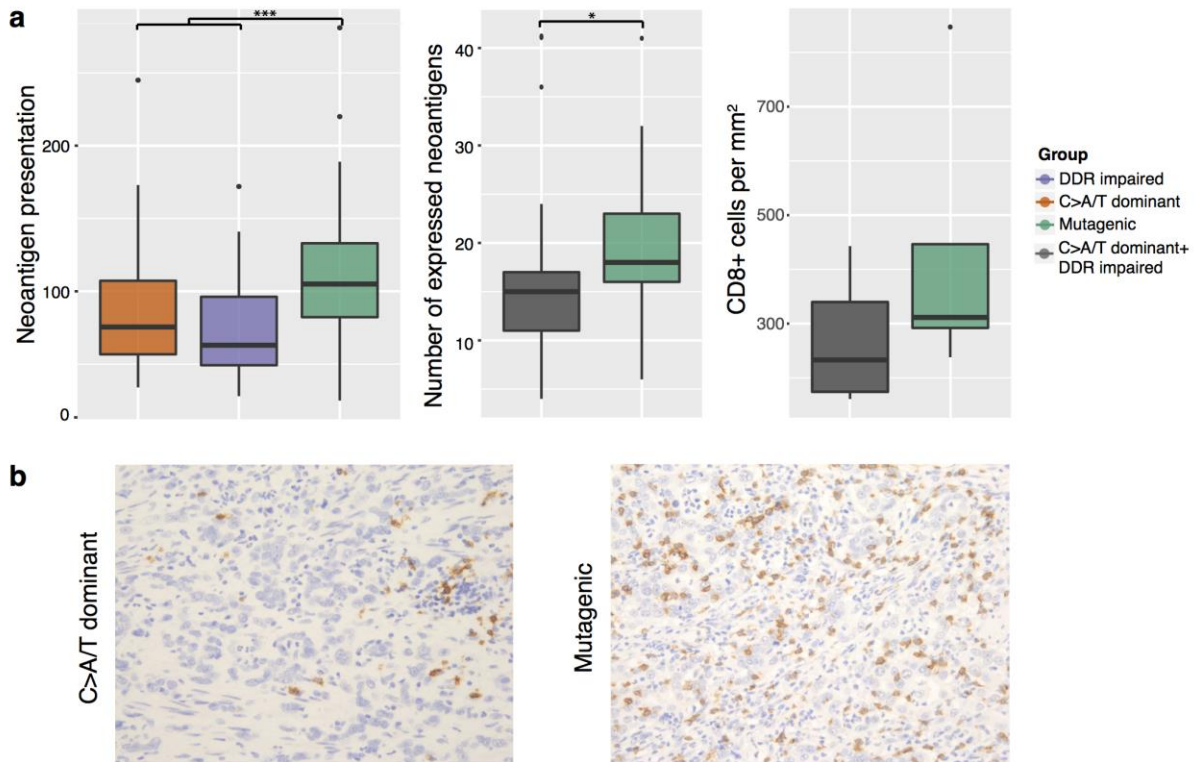 a
***
Neoantigen presentation
200
100
0
*
Number of expressed neoantigens
40
30
20
10
CD8+ cells per mm²
700
500
300
Group
DDR impaired
C>A/T dominant
Mutagenic
C>A/T dominant+
DDR impaired
b
C>A/T dominant
Mutagenic